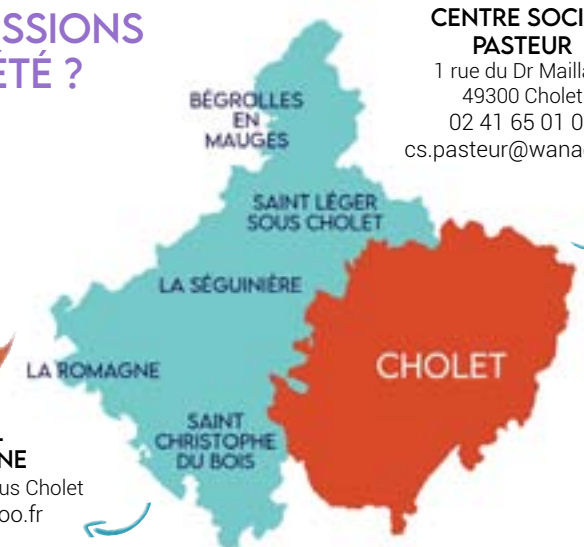 SSIONS
ÉTÉ ?
CENTRE SOCI
PASTEUR
1 rue du Dr Mailla
49300 Cholet
02 41 65 01 0
cs.pasteur@wana
BÉGROLLES
EN
MAUGES
SAINT LÉGER
SOUS CHOLET
LA SÉGUINIÈRE
LA ROMAGNE
CHOLET
SAINT
CHRISTOPHE
DU BOIS
NE
us Cholet
oo.fr